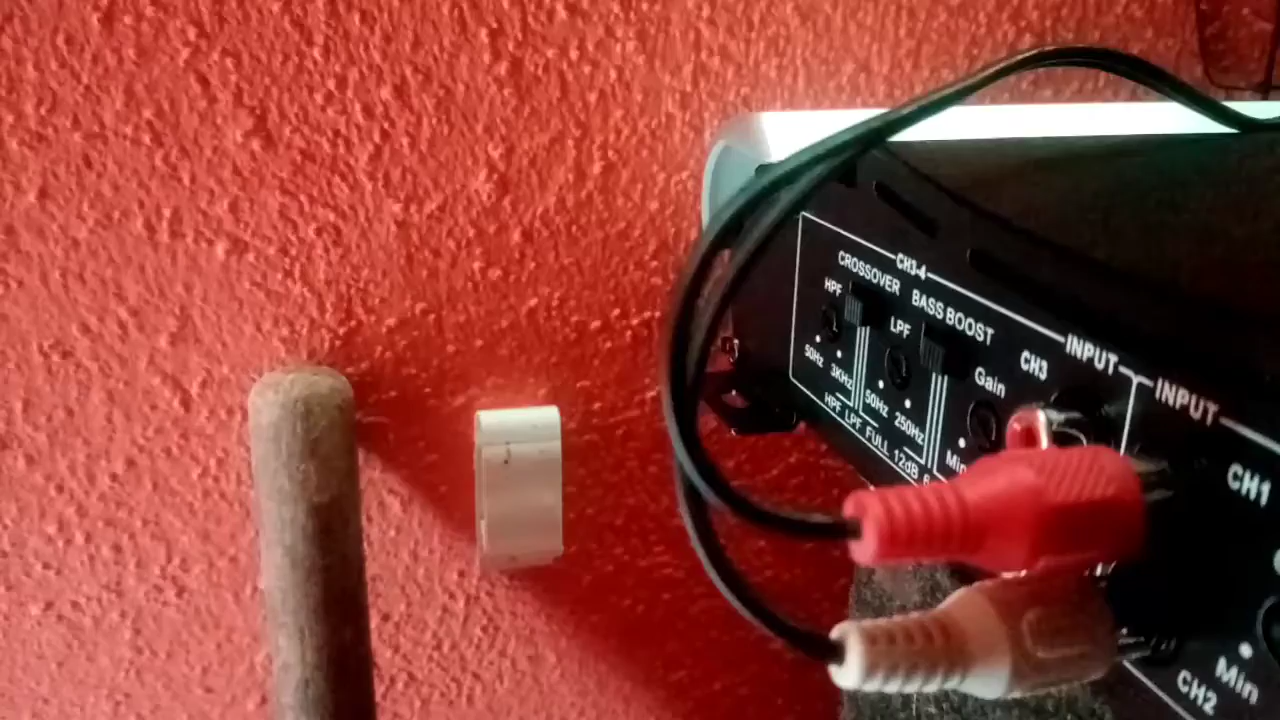 CH3-4
CROSSOVER
BASS BOOST
INPUT
INPUT
HPF
LPF
Gain
CH3
CH1
50Hz
3KHz
50Hz
250Hz
Min
HPF LPF FULL
12dB
CH2
Min